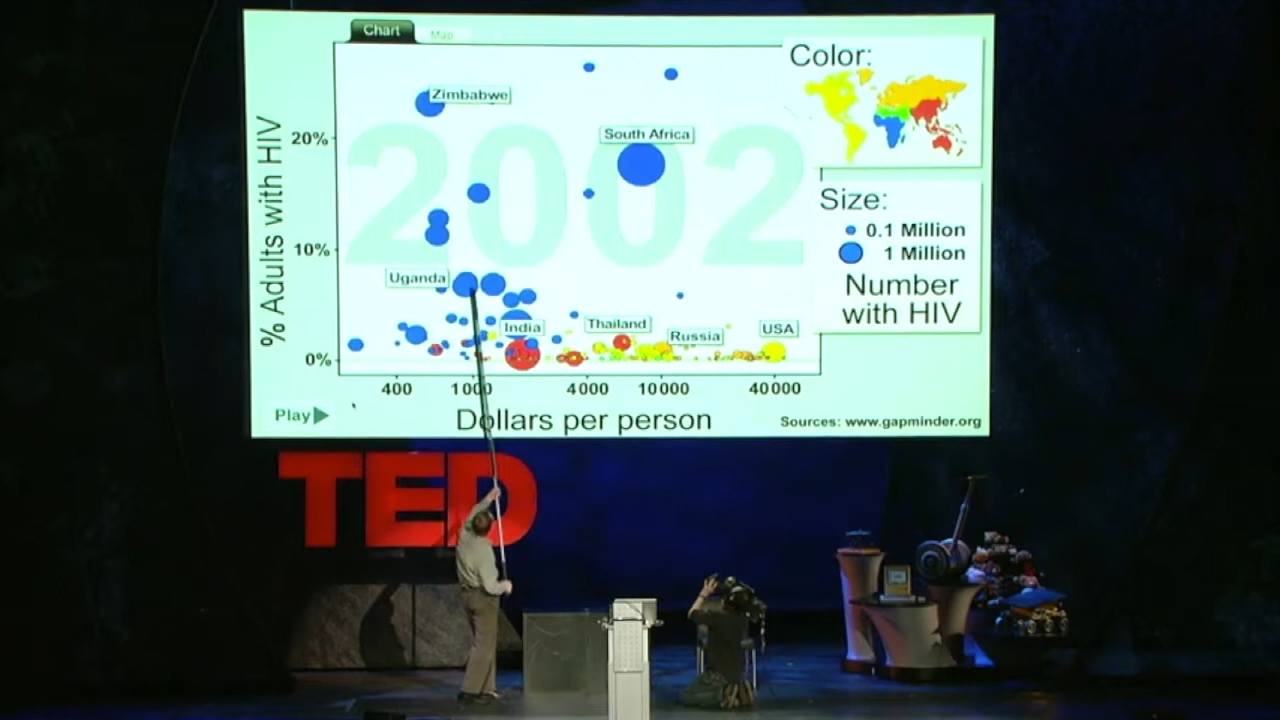 Chart
Map
% Adults with HIV
20%
10%
0%
2002
Zimbabwe
South Africa
Uganda
India
Thailand
Russia
USA
400
1000
4000
10000
40000
Play
Dollars per person
Sources: www.gapminder.org
Color:
Size:
0.1 Million
1 Million
Number
with HIV
TED